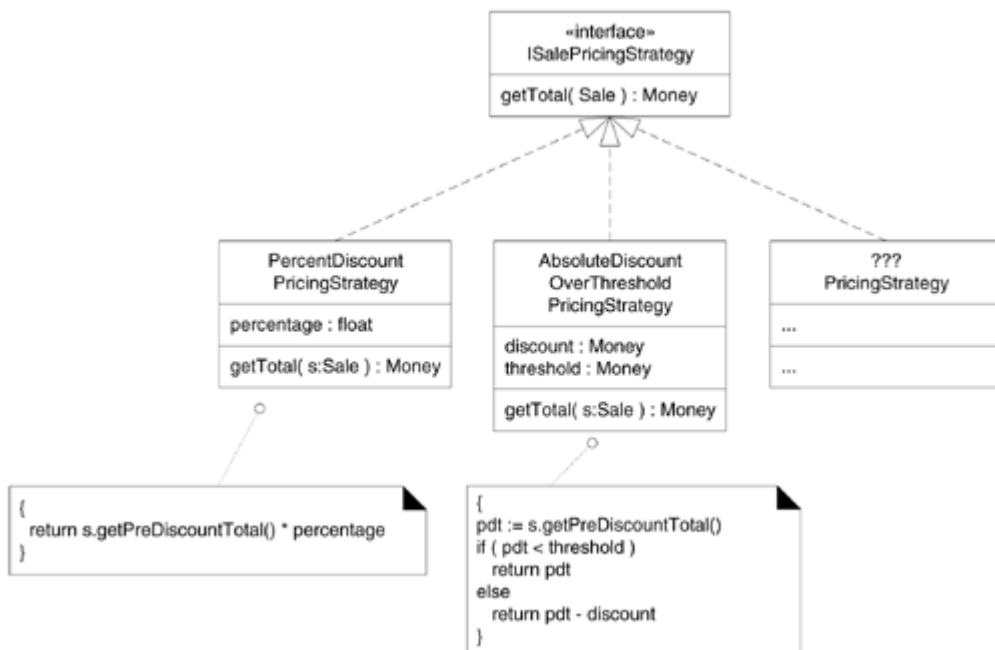 «interface»
ISalePricingStrategy
getTotal( Sale ) : Money
PercentDiscount
PricingStrategy
percentage : float
getTotal( s:Sale ) : Money
AbsoluteDiscount
OverThreshold
PricingStrategy
discount : Money
threshold : Money
getTotal( s:Sale ) : Money
???
PricingStrategy
...
...
{
return s.getPreDiscountTotal() * percentage
}
{
pdt := s.getPreDiscountTotal()
if ( pdt < threshold )
return pdt
else
return pdt - discount
}